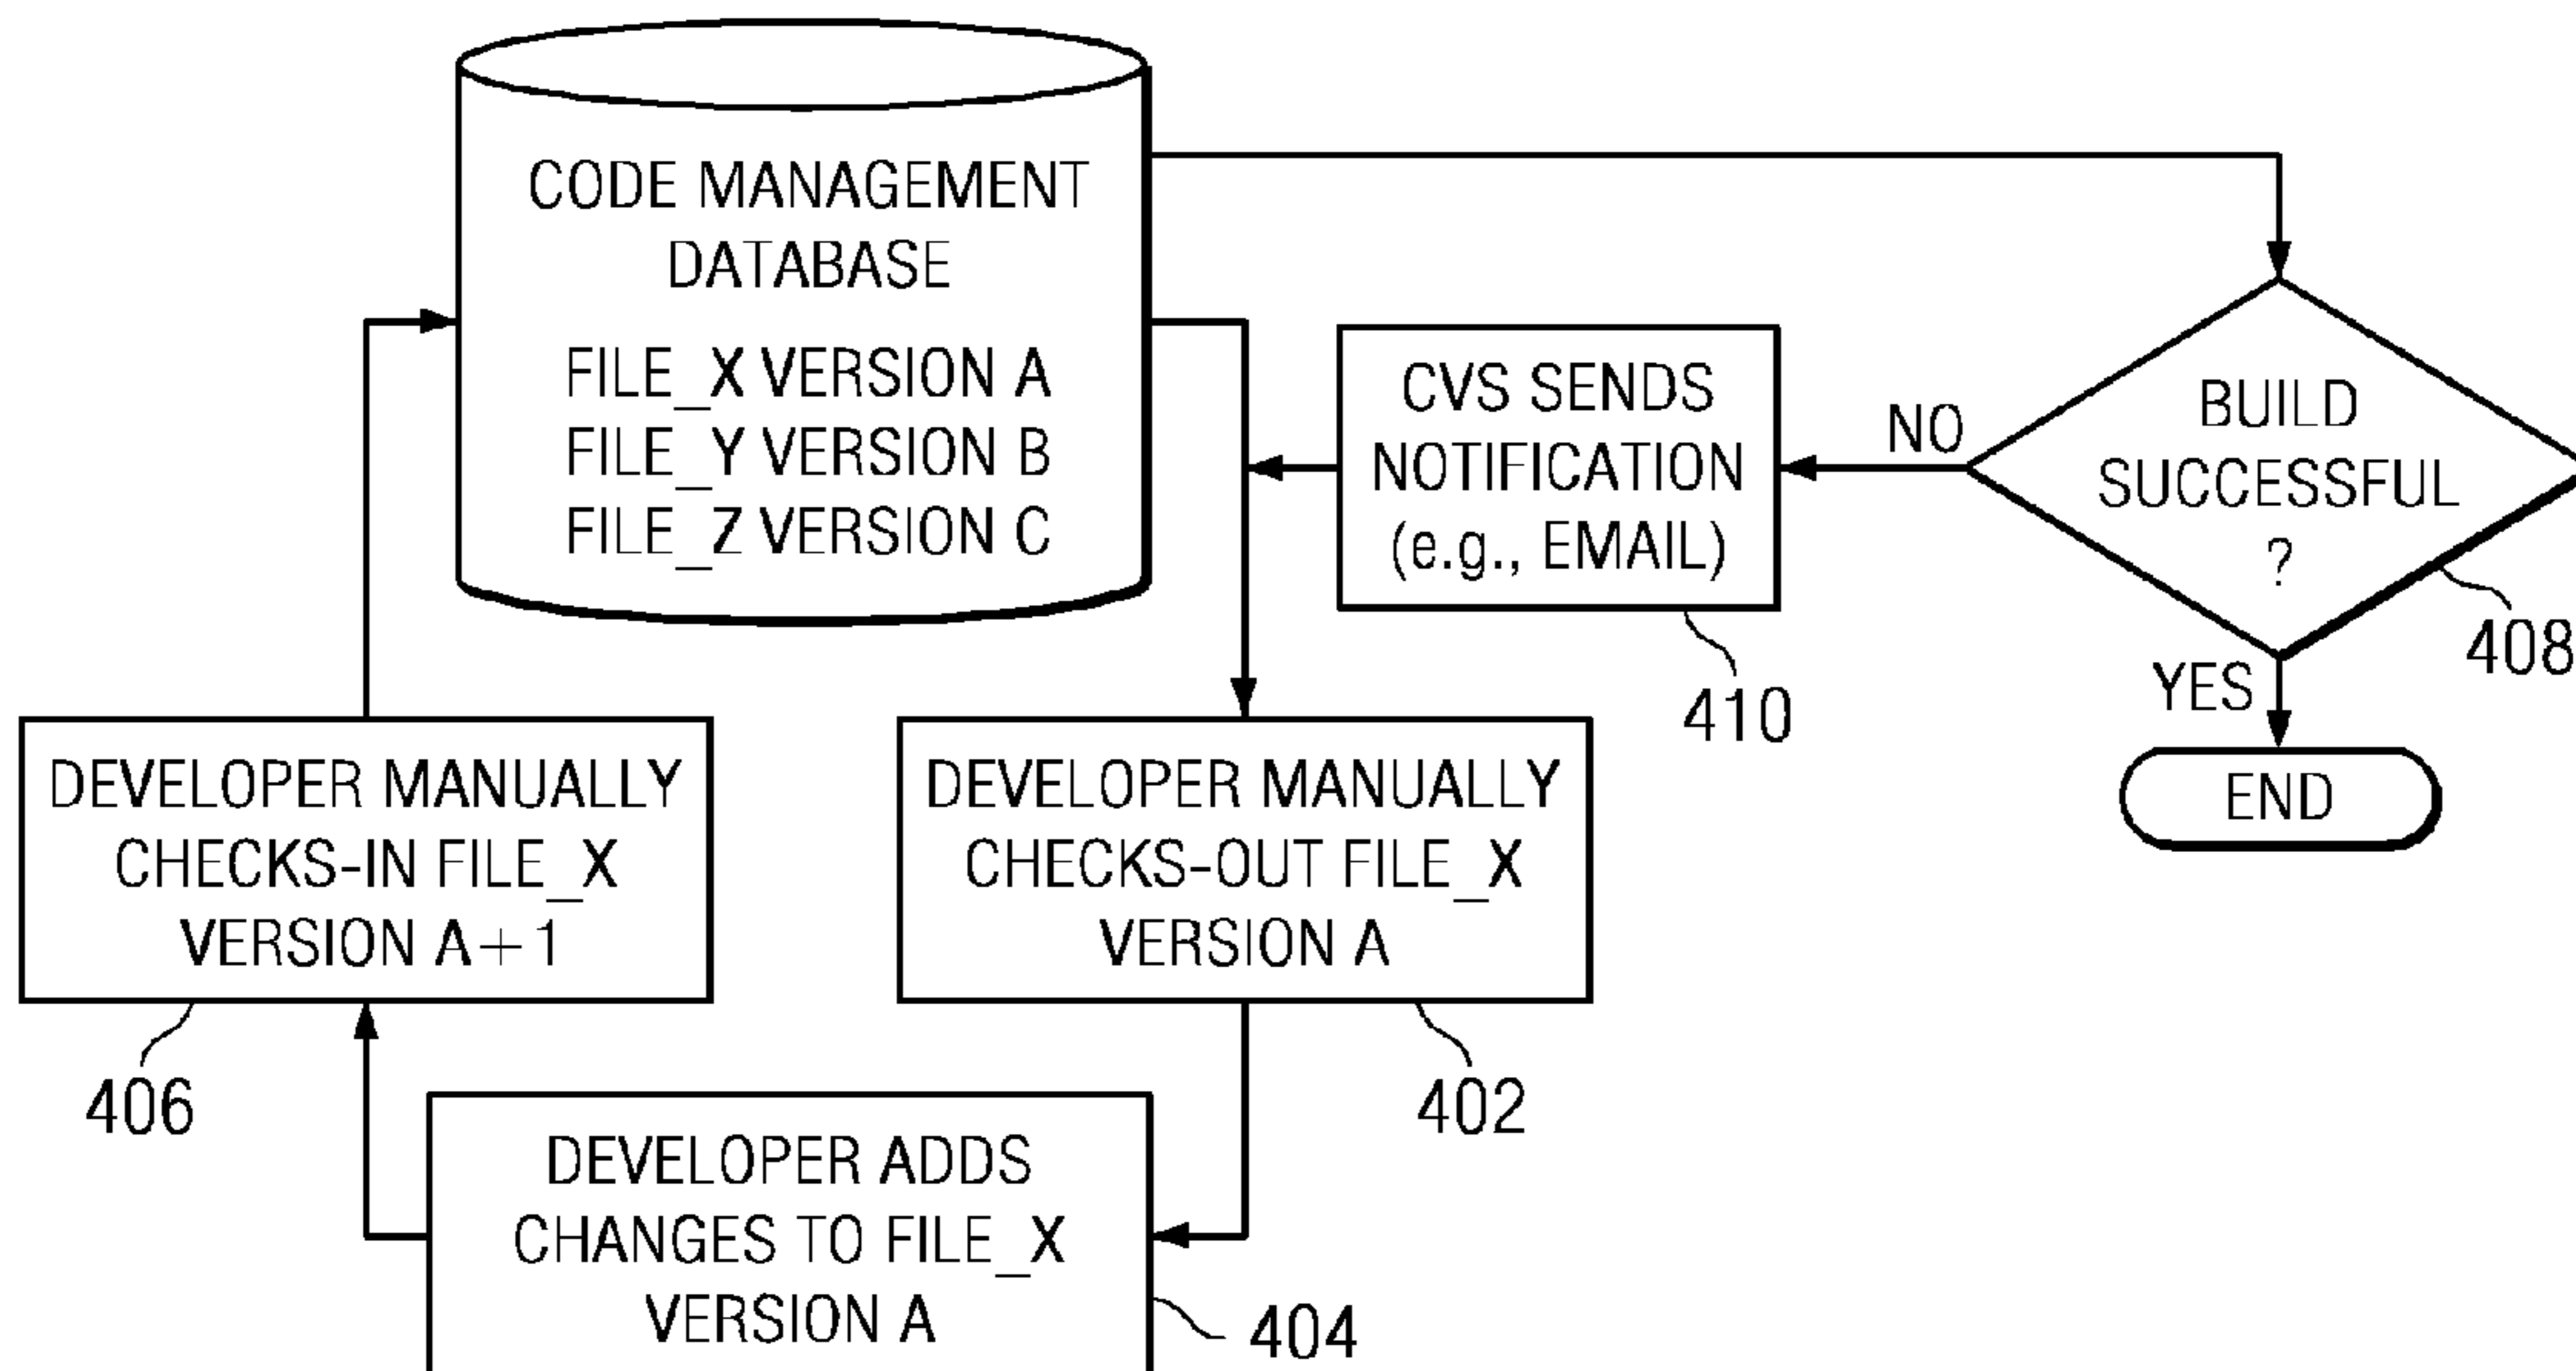 CODE MANAGEMENT
DATABASE
FILE_X VERSION A
FILE_Y VERSION B
FILE_Z VERSION C
CVS SENDS
NOTIFICATION
(e.g., EMAIL)
410
NO
BUILD
SUCCESSFUL
?
408
YES
END
DEVELOPER MANUALLY
CHECKS-IN FILE_X
VERSION A+1
406
DEVELOPER MANUALLY
CHECKS-OUT FILE_X
VERSION A
402
DEVELOPER ADDS
CHANGES TO FILE_X
VERSION A
404